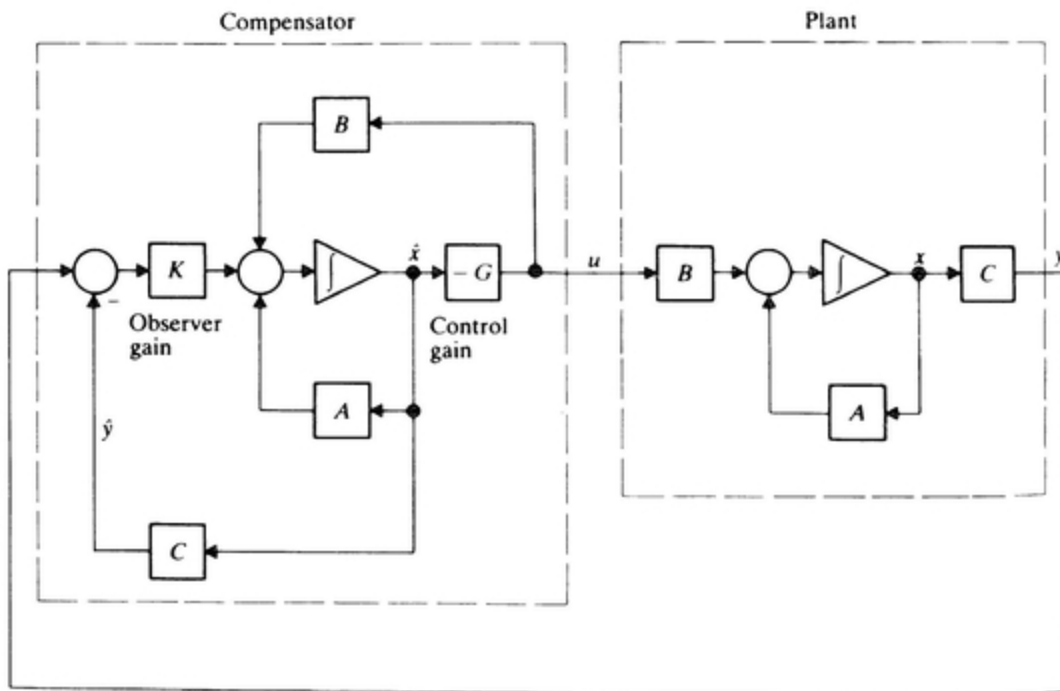 Compensator
Plant
B
K
∫
x̂
− G
u
B
∫
x
C
y
−
Observer
gain
Control
gain
A
A
ŷ
C